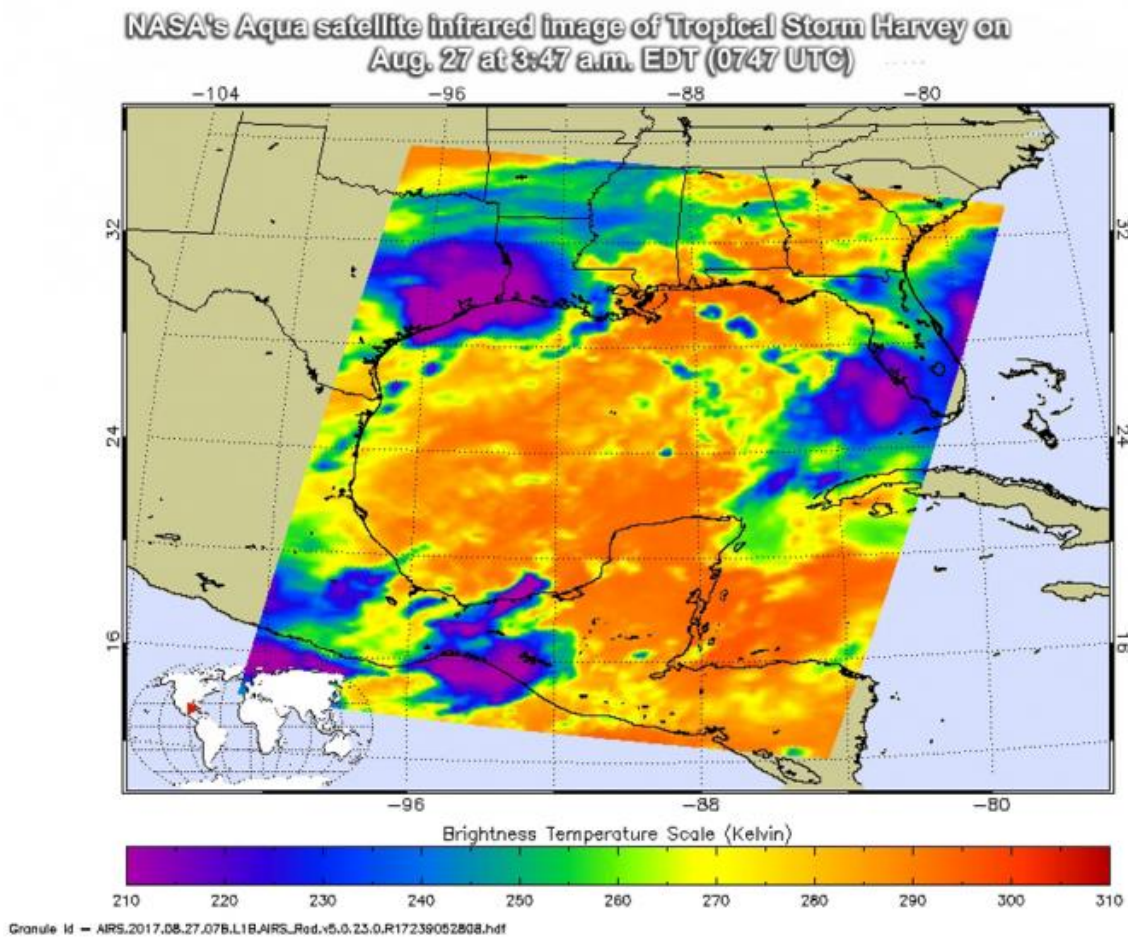 NASA's Aqua satellite infrared image of Tropical Storm Harvey on
Aug. 27 at 3:47 a.m. EDT (0747 UTC)
-104 -96 -88 -80
32 32
24 24
16 16
-96 -88 -80
Brightness Temperature Scale (Kelvin)
210 220 230 240 250 260 270 280 290 300 310
Granule Id = AIRS.2017.08.27.078.L1B.AIRS_Rad.v5.0.23.0.R17239052808.hdf